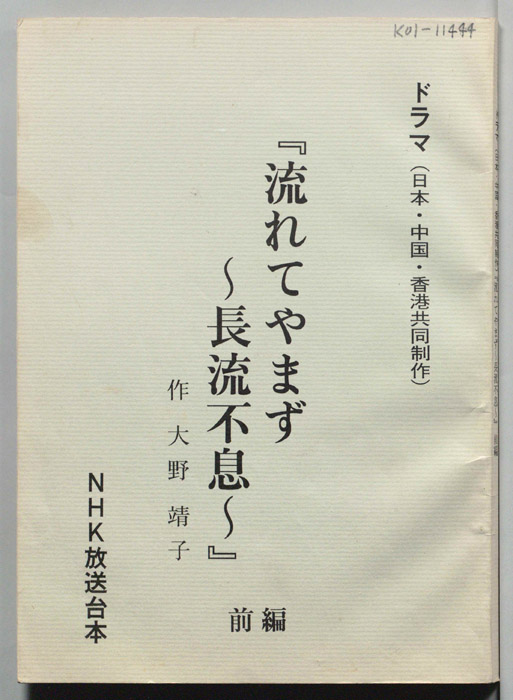 K01-11444
ドラマ（日本・中国・香港共同制作）
『流れてやまず
〜長流不息〜』
作 大野靖子
前編
NHK放送台本